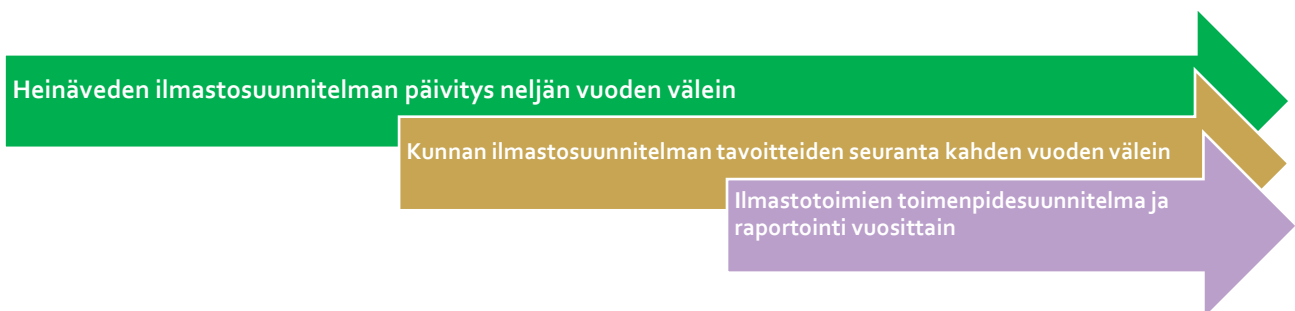 Heinäveden ilmastosuunnitelman päivitys neljän vuoden välein
Kunnan ilmastosuunnitelman tavoitteiden seuranta kahden vuoden välein
Ilmastotoimien toimenpidesuunnitelma ja
raportointi vuosittain